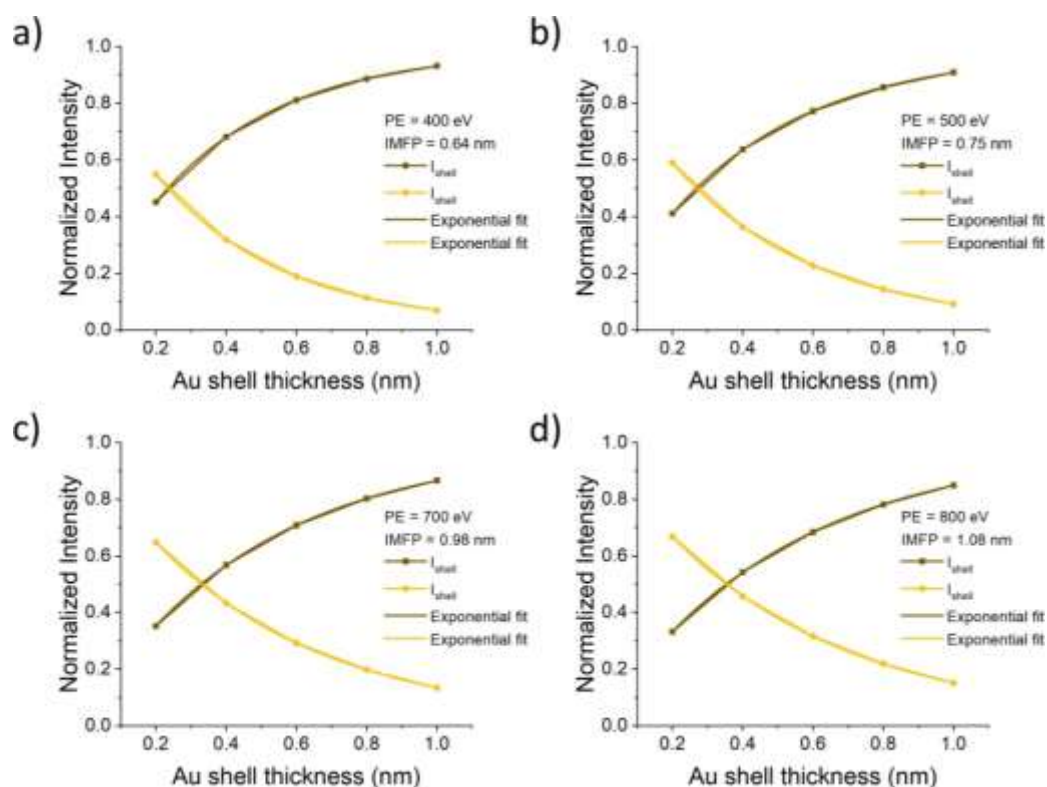 a)
1.0
0.8
0.6
0.4
0.2
0.0
Normalized Intensity
PE = 400 eV
IMFP = 0.64 nm
Ishell
Ishell
Exponential fit
Exponential fit
0.2 0.4 0.6 0.8 1.0
Au shell thickness (nm)
b)
1.0
0.8
0.6
0.4
0.2
0.0
Normalized Intensity
PE = 500 eV
IMFP = 0.75 nm
Ishell
Ishell
Exponential fit
Exponential fit
0.2 0.4 0.6 0.8 1.0
Au shell thickness (nm)
c)
1.0
0.8
0.6
0.4
0.2
0.0
Normalized Intensity
PE = 700 eV
IMFP = 0.98 nm
Ishell
Ishell
Exponential fit
Exponential fit
0.2 0.4 0.6 0.8 1.0
Au shell thickness (nm)
d)
1.0
0.8
0.6
0.4
0.2
0.0
Normalized Intensity
PE = 800 eV
IMFP = 1.08 nm
Ishell
Ishell
Exponential fit
Exponential fit
0.2 0.4 0.6 0.8 1.0
Au shell thickness (nm)